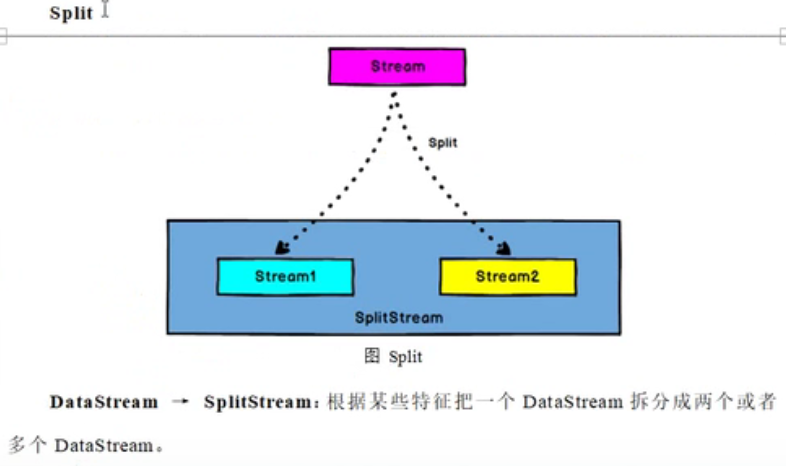 Split
Stream
Split
Stream1
Stream2
SplitStream
图 Split
DataStream → SplitStream：根据某些特征把一个 DataStream 拆分成两个或者
多个 DataStream。